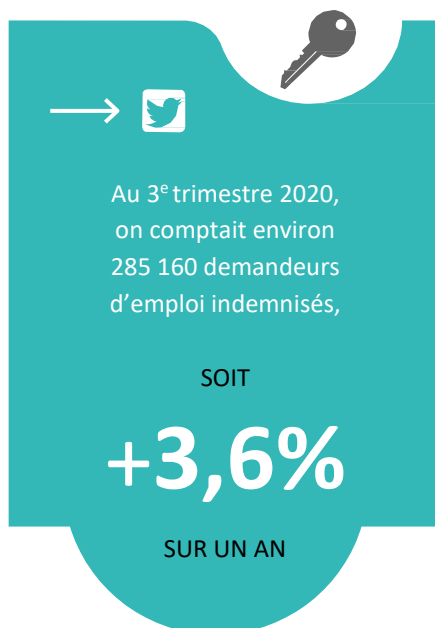 Au 3e trimestre 2020,
on comptait environ
285 160 demandeurs
d’emploi indemnisés,
SOIT
+3,6%
SUR UN AN